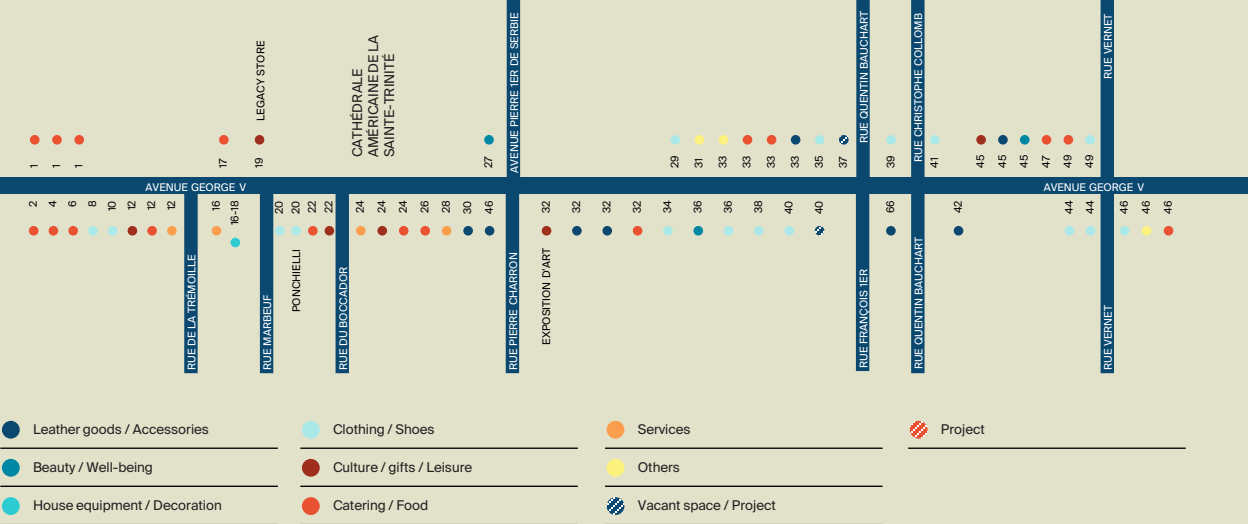 AVENUE PIERRE 1ER DE SERBIE
RUE QUENTIN BAUCHART
RUE CHRISTOPHE COLLOMB
RUE VERNET
LEGACY STORE
CATHÉDRALE
AMÉRICAINE DE LA
SAINTE-TRINITÉ
1 1 1 17 19 27 29 31 33 33 33 33 35 37 39 41 45 45 45 47 49 49
AVENUE GEORGE V AVENUE GEORGE V
2 4 6 8 10 12 12 12 16 16-18 20 20 22 22 24 24 24 26 28 30 46 32 32 32 32 34 36 36 38 40 40 66 42 44 44 46 46 46
PONCHIELLI
EXPOSITION D'ART
RUE DE LA TRÉMOILLE
RUE MARBEUF
RUE DU BOCCADOR
RUE PIERRE CHARRON
RUE FRANÇOIS 1ER
RUE QUENTIN BAUCHART
RUE VERNET
Leather goods / Accessories
Beauty / Well-being
House equipment / Decoration
Clothing / Shoes
Culture / gifts / Leisure
Catering / Food
Services
Others
Vacant space / Project
Project